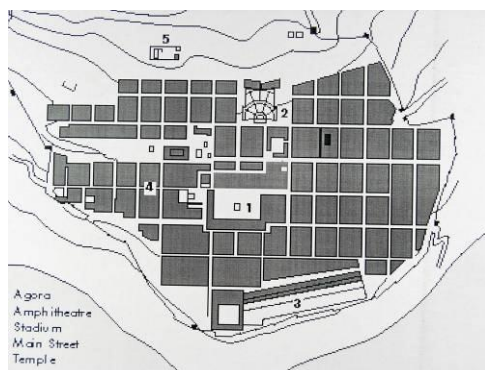 5
2
4
1
3
Agora
Amphitheatre
Stadium
Main Street
Temple